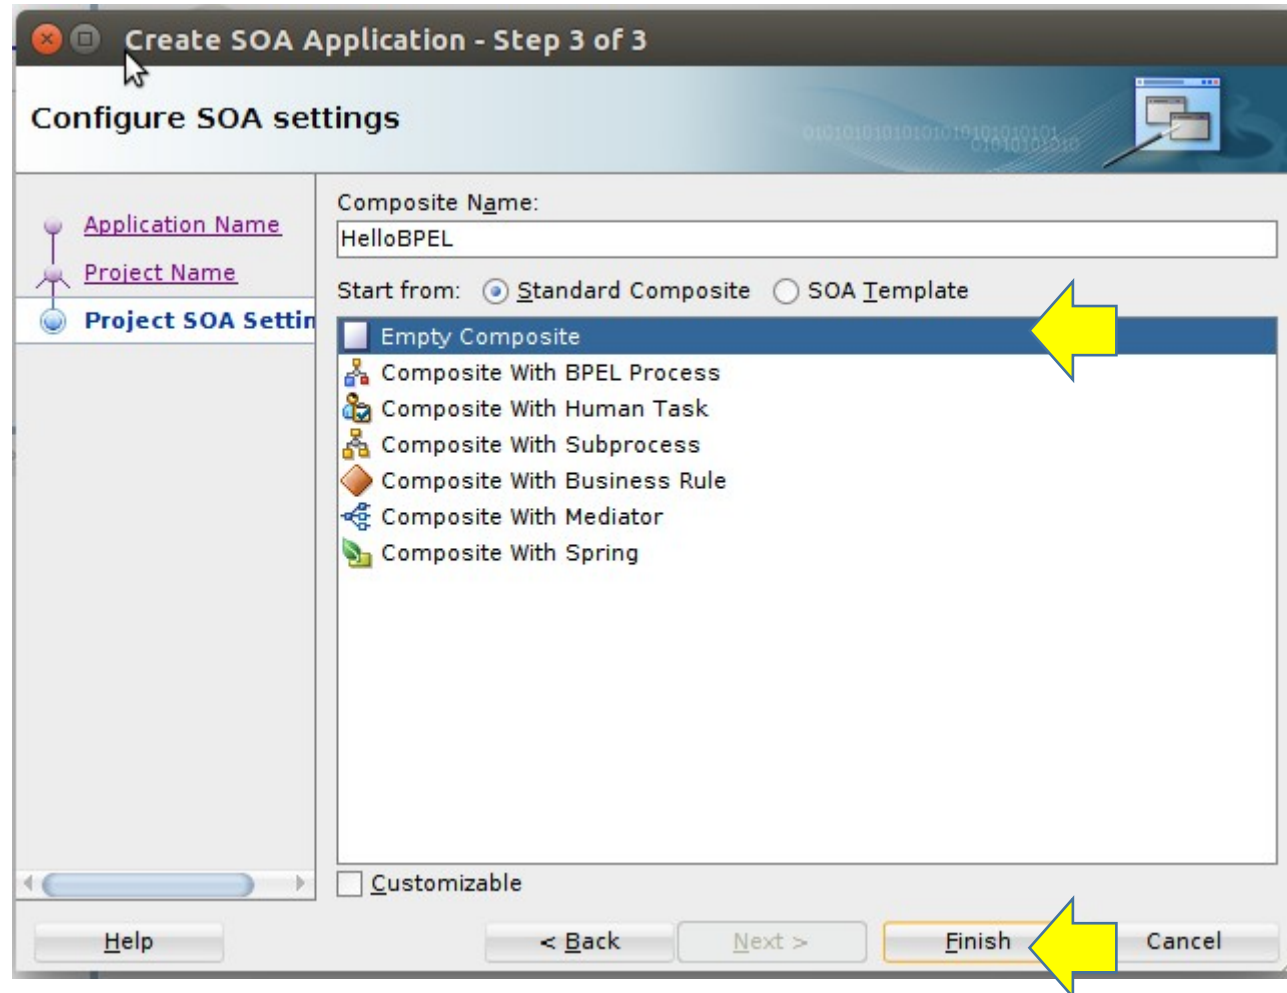 Create SOA Application - Step 3 of 3
Configure SOA settings
Application Name
Project Name
Project SOA Settin
Composite Name:
HelloBPEL
Start from: Standard Composite SOA Template
Empty Composite
Composite With BPEL Process
Composite With Human Task
Composite With Subprocess
Composite With Business Rule
Composite With Mediator
Composite With Spring
Customizable
Help < Back Next > Finish Cancel